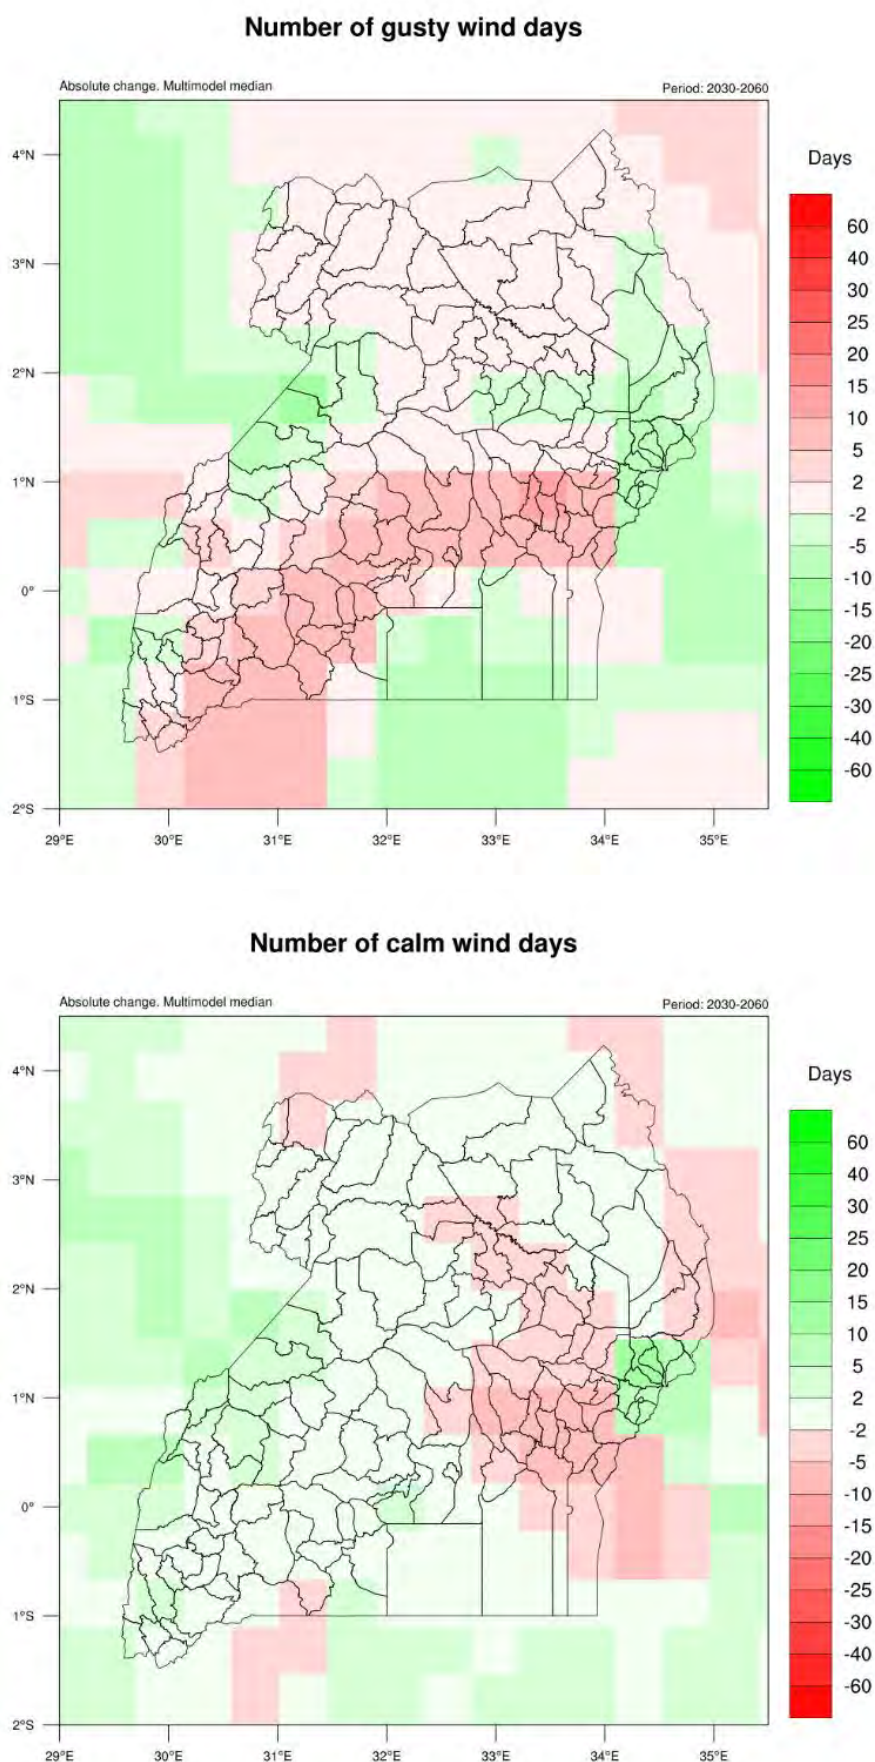 Number of gusty wind days
Absolute change. Multimodel median
Period: 2030-2060
Days
4°N
3°N
2°N
1°N
0°
1°S
2°S
29°E
30°E
31°E
32°E
33°E
34°E
35°E
60
40
30
25
20
15
10
5
2
-2
-5
-10
-15
-20
-25
-30
-40
-60
Number of calm wind days
Absolute change. Multimodel median
Period: 2030-2060
Days
4°N
3°N
2°N
1°N
0°
1°S
2°S
29°E
30°E
31°E
32°E
33°E
34°E
35°E
60
40
30
25
20
15
10
5
2
-2
-5
-10
-15
-20
-25
-30
-40
-60